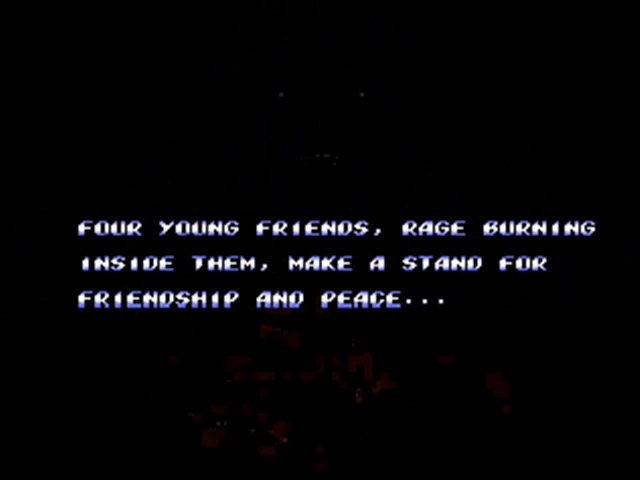 FOUR YOUNG FRIENDS, RAGE BURNING
INSIDE THEM, MAKE A STAND FOR
FRIENDSHIP AND PEACE...